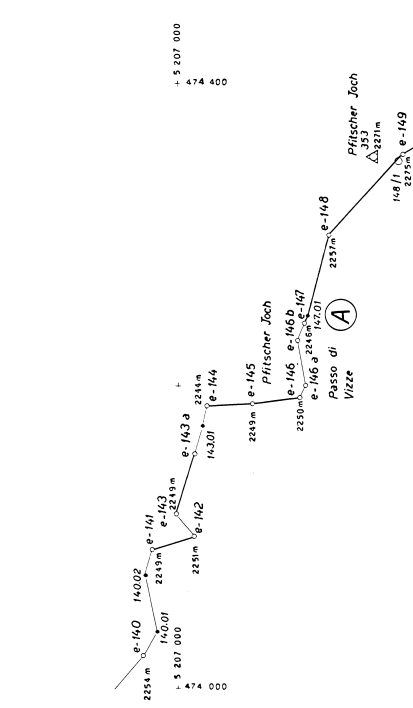 5 207 000
+ 474 400
Pfitscher Joch
353
2271m
e-149
148/1
2275m
e-148
2257m
e-147
147.01
2246m
e-146 b
A
Pfitscher Joch
e-146
e-146 a
2250m
Passo di
Vizze
e-145
2249m
2244m
e-144
e-143 a
143.01
e-143
2249m
e-142
2251m
e-141
2249m
140.02
140.01
e-140
2254 m
5 207 000
+ 474 000